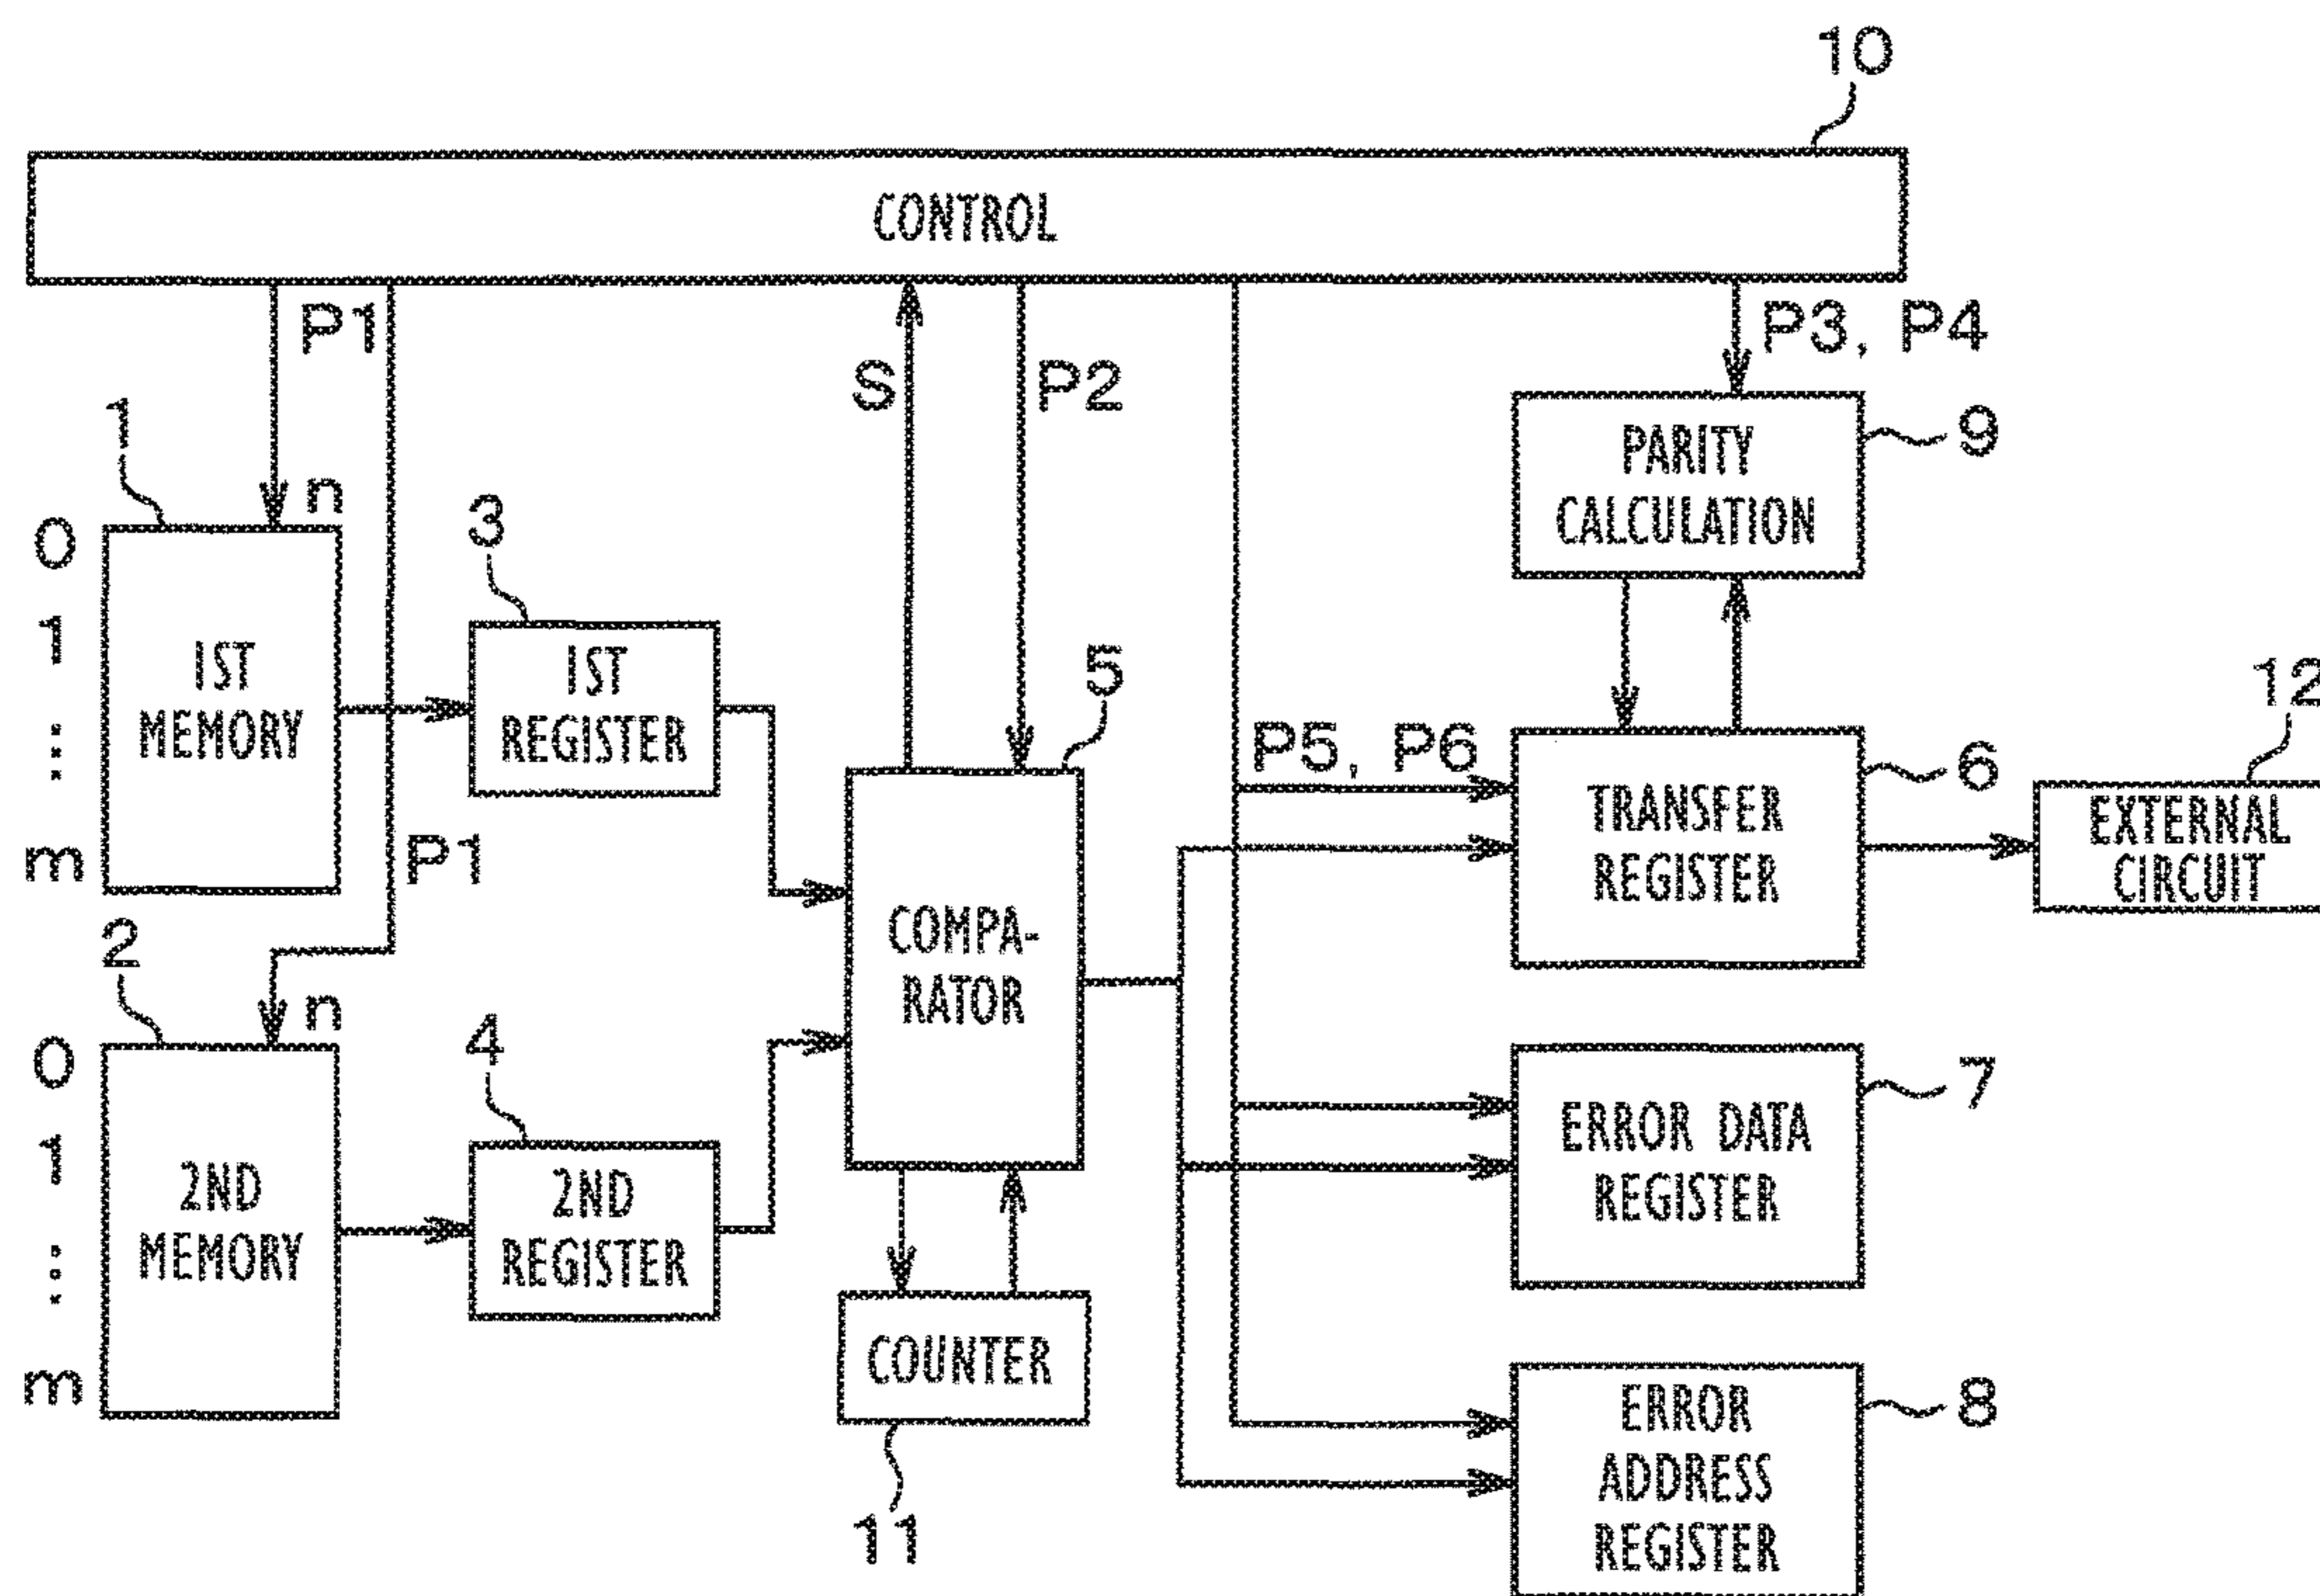 10
CONTROL
P1
S
P2
P3, P4
1
n
0
1
:
m
1ST
MEMORY
3
1ST
REGISTER
P1
5
COMPA-
RATOR
PARITY
CALCULATION
9
P5, P6
TRANSFER
REGISTER
6
12
EXTERNAL
CIRCUIT
2
n
0
1
:
m
2ND
MEMORY
4
2ND
REGISTER
COUNTER
11
ERROR DATA
REGISTER
7
ERROR
ADDRESS
REGISTER
8